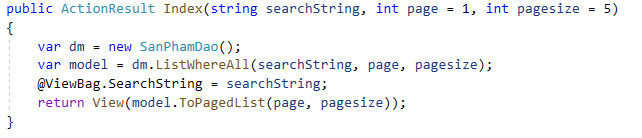 public ActionResult Index(string searchString, int page = 1, int pagesize = 5)
{
var dm = new SanPhamDao();
var model = dm.ListWhereAll(searchString, page, pagesize);
@ViewBag.SearchString = searchString;
return View(model.ToPagedList(page, pagesize));
}